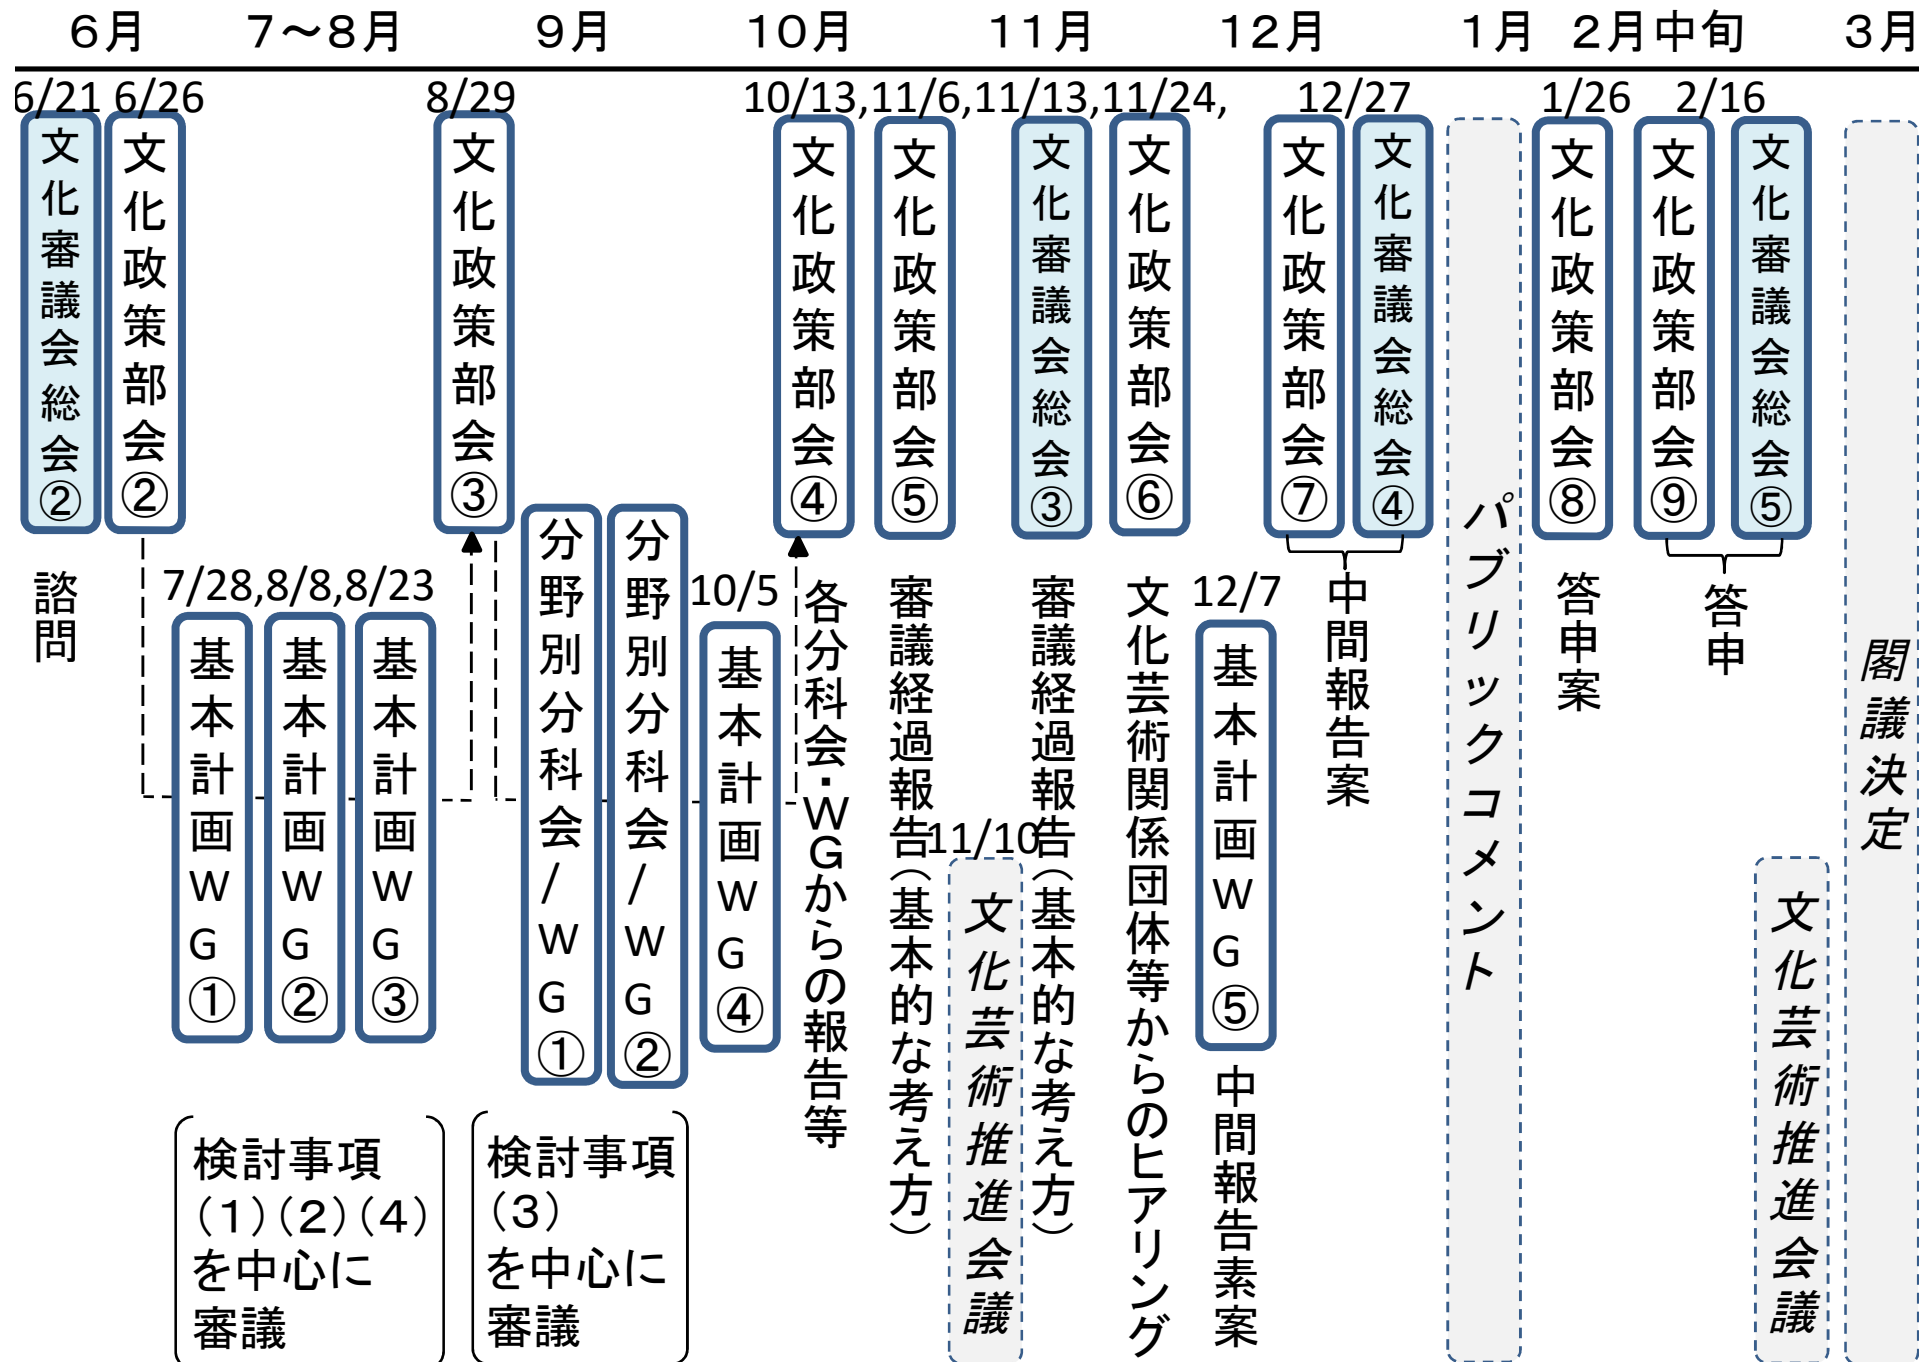 6月
7～8月
9月
10月
11月
12月
1月
2月中旬
3月
6/21
6/26
8/29
10/13,11/6,11/13,11/24,
12/27
1/26
2/16
文化審議会総会②
文化政策部会②
文化政策部会③
文化政策部会④
文化政策部会⑤
文化審議会総会③
文化政策部会⑥
文化政策部会⑦
文化審議会総会④
パブリックコメント
文化政策部会⑧
文化政策部会⑨
文化審議会総会⑤
閣議決定
諮問
7/28,8/8,8/23
基本計画WG①
基本計画WG②
基本計画WG③
分野別分科会/WG①
分野別分科会/WG②
10/5
基本計画WG④
各分科会・WGからの報告等
審議経過報告（基本的な考え方）
11/10
文化芸術推進会議
審議経過報告（基本的な考え方）
文化芸術関係団体等からのヒアリング
12/7
基本計画WG⑤
中間報告素案
中間報告案
答申案
答申
文化芸術推進会議
検討事項
（1）（2）（4）
を中心に
審議
検討事項
（3）
を中心に
審議